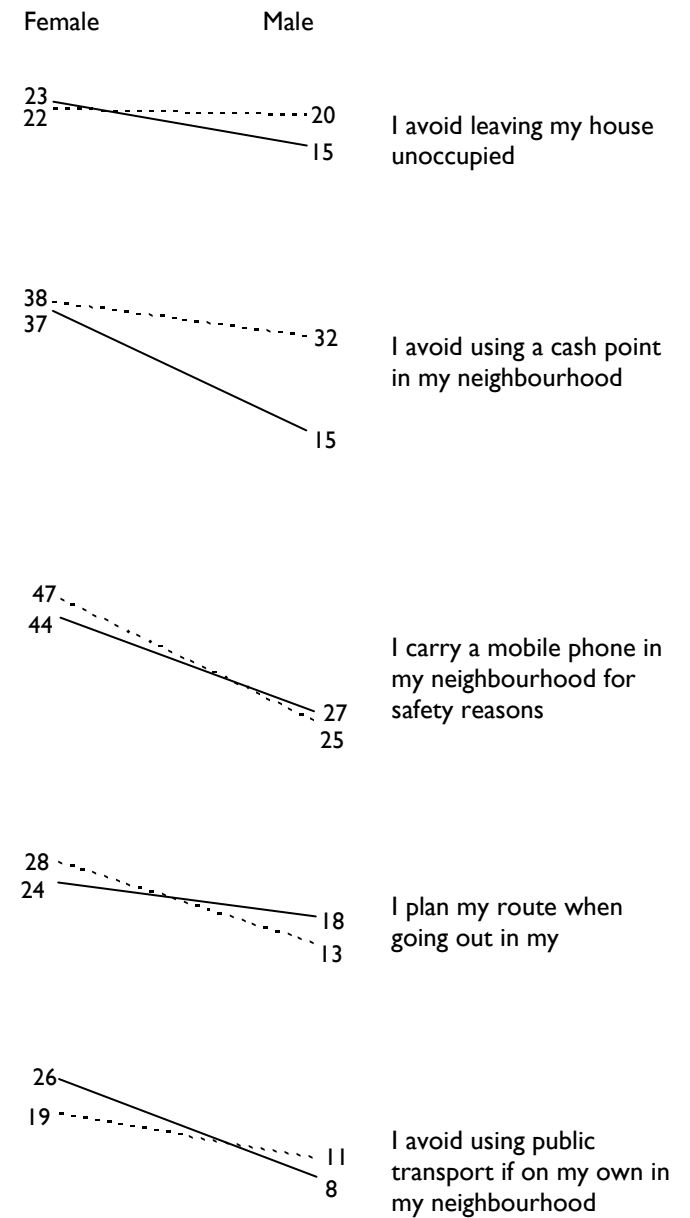 Female Male
23
22
20
15
I avoid leaving my house
unoccupied
38
37
32
15
I avoid using a cash point
in my neighbourhood
47
44
27
25
I carry a mobile phone in
my neighbourhood for
safety reasons
28
24
18
13
I plan my route when
going out in my
26
19
11
8
I avoid using public
transport if on my own in
my neighbourhood